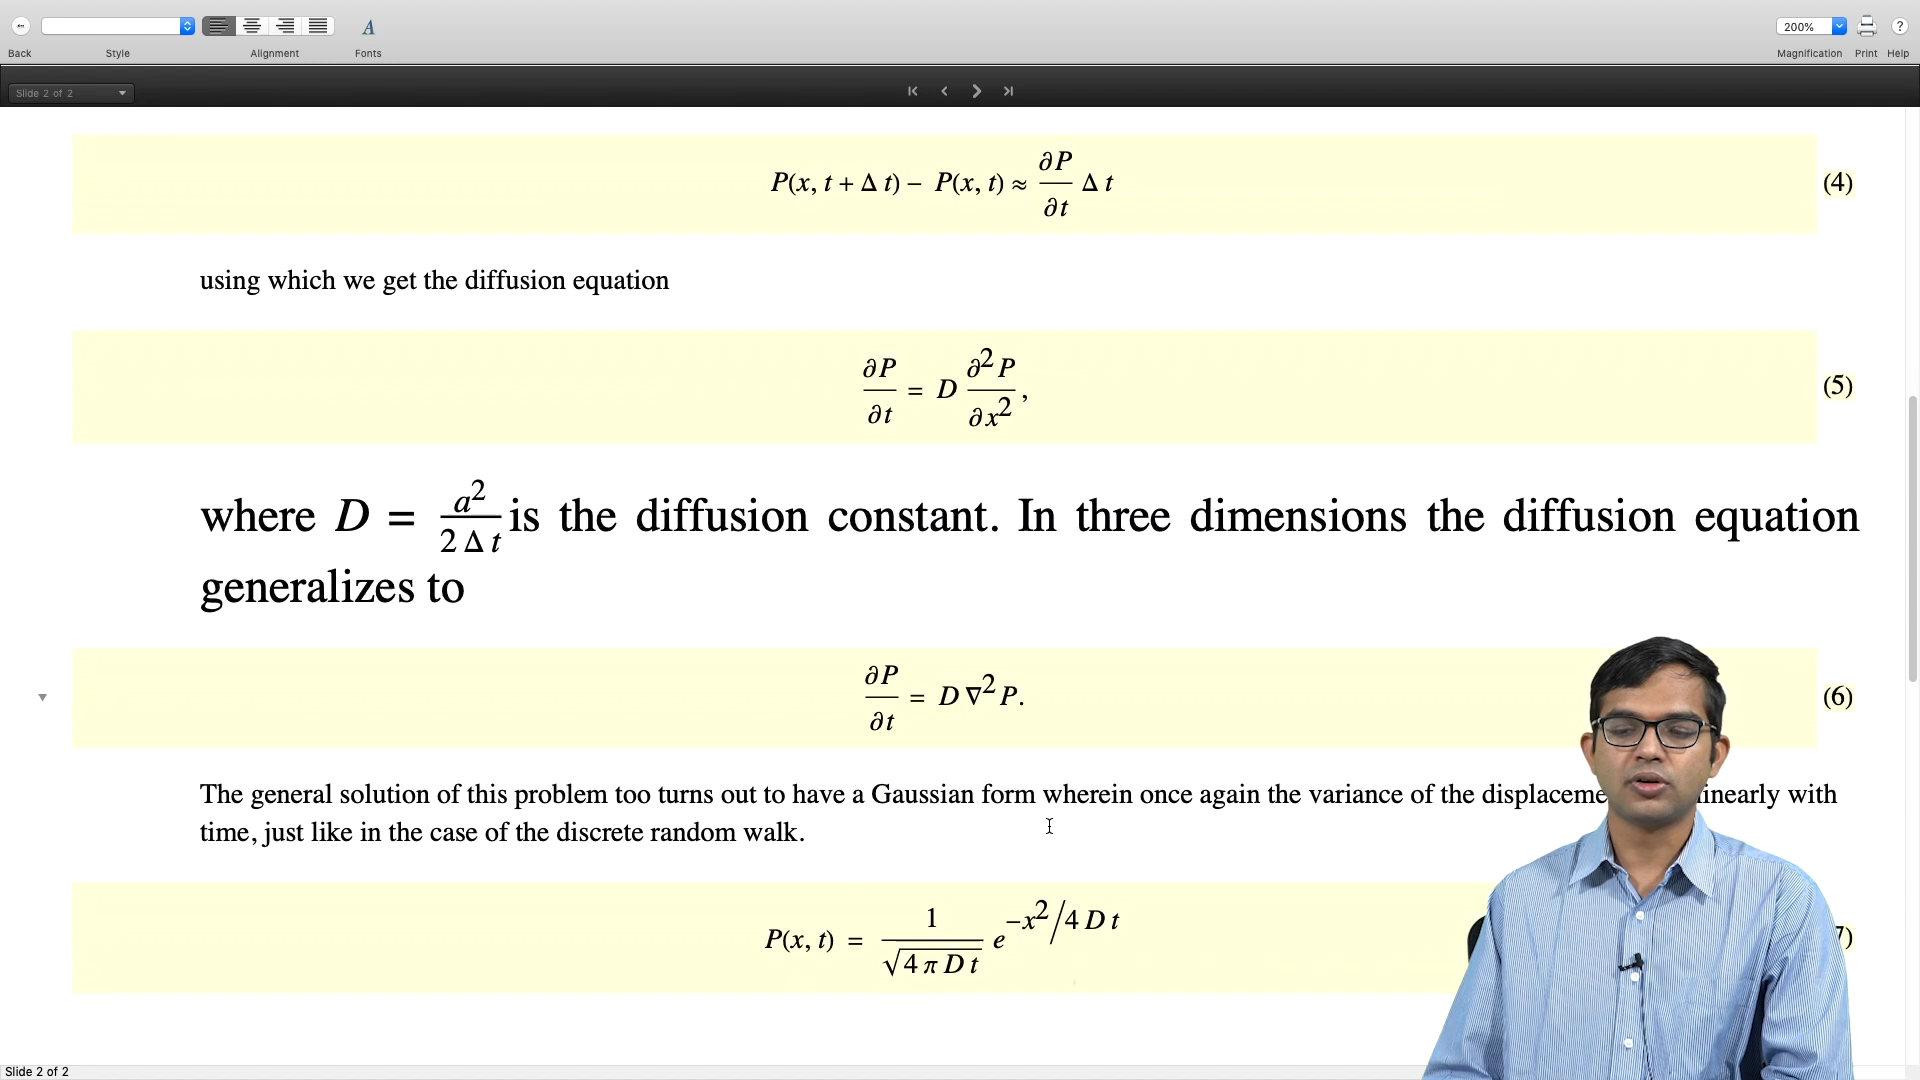 200%
Back Style Alignment Fonts Magnification Print Help
Slide 2 of 2
P(x, t + Δ t) − P(x, t) ≈ ∂P/∂t Δ t (4)
using which we get the diffusion equation
∂P/∂t = D ∂²P/∂x², (5)
where D = a²/2 Δ t is the diffusion constant. In three dimensions the diffusion equation
generalizes to
∂P/∂t = D ∇² P. (6)
The general solution of this problem too turns out to have a Gaussian form wherein once again the variance of the with
time, just like in the case of the discrete random walk.
P(x, t) = 1/√(4 π D t) e^(−x²/4 D t)
Slide 2 of 2